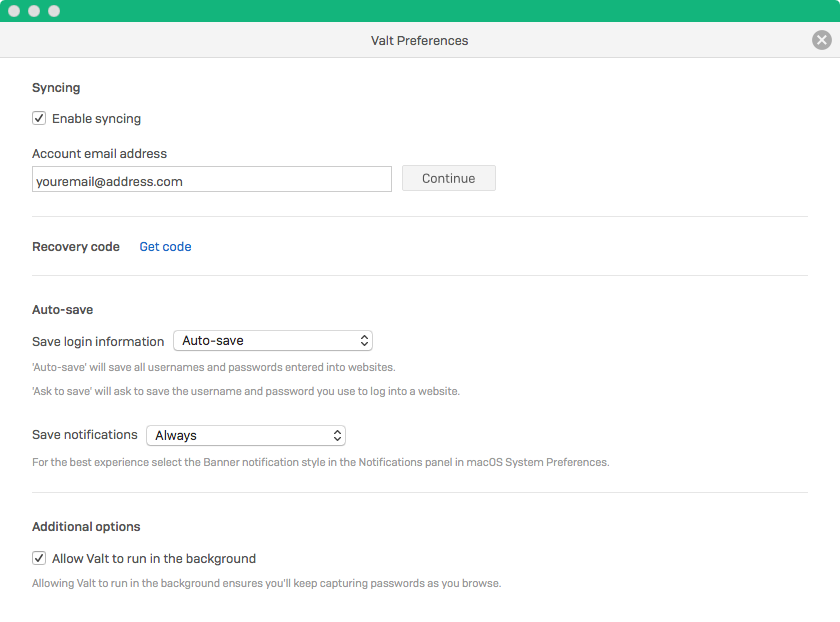 Valt Preferences
Syncing
Enable syncing
Account email address
youremail@address.com
Continue
Recovery code Get code
Auto-save
Save login information Auto-save
'Auto-save' will save all usernames and passwords entered into websites.
'Ask to save' will ask to save the username and password you use to log into a website.
Save notifications Always
For the best experience select the Banner notification style in the Notifications panel in macOS System Preferences.
Additional options
Allow Valt to run in the background
Allowing Valt to run in the background ensures you'll keep capturing passwords as you browse.